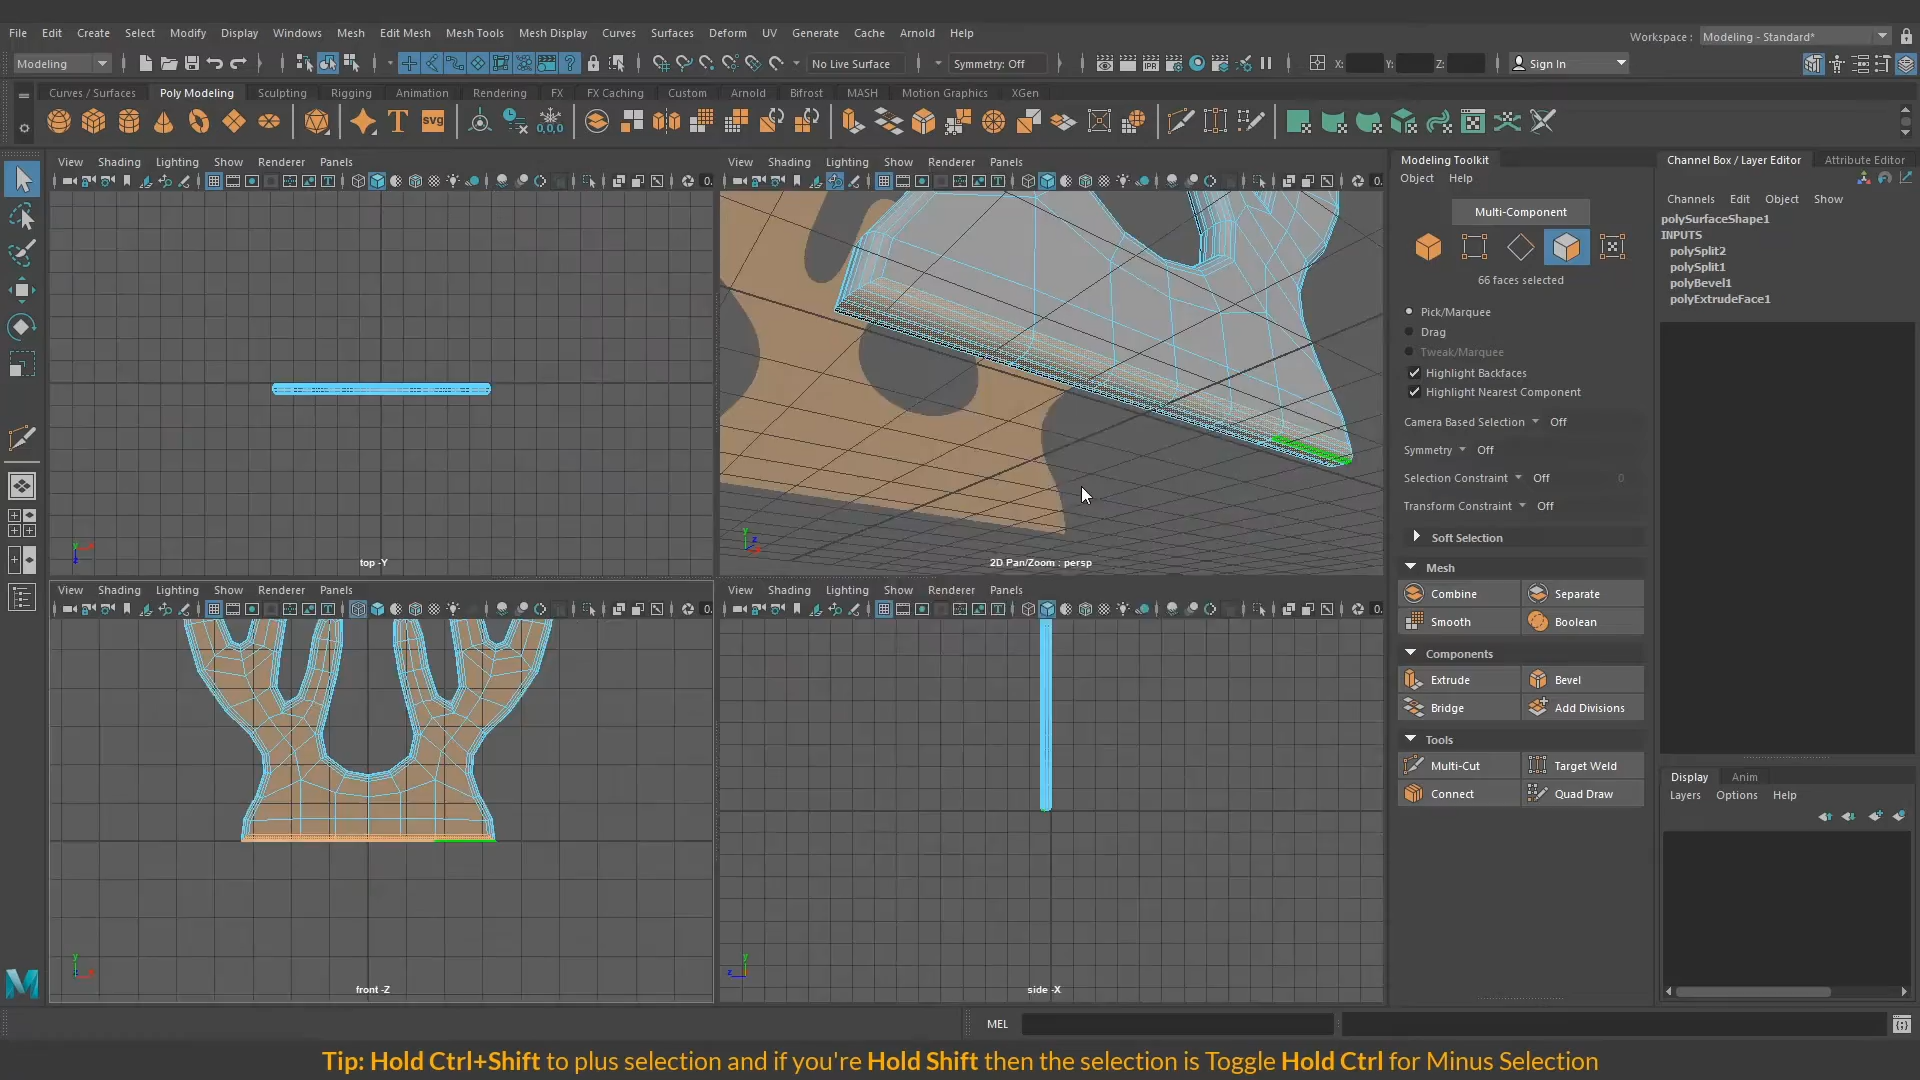 File Edit Create Select Modify Display Windows Mesh Edit Mesh Mesh Tools Mesh Display Curves Surfaces Deform UV Generate Cache Arnold Help
Workspace : Modeling - Standard*
Modeling
No Live Surface
Symmetry: Off
X:
Y:
Z:
Sign In
Curves / Surfaces Poly Modeling Sculpting Rigging Animation Rendering FX FX Caching Custom Arnold Bifrost MASH Motion Graphics XGen
T
svg
0,0,0
View Shading Lighting Show Renderer Panels
View Shading Lighting Show Renderer Panels
top -Y
2D Pan/Zoom : persp
View Shading Lighting Show Renderer Panels
View Shading Lighting Show Renderer Panels
front -Z
side -X
Modeling Toolkit
Object Help
Multi-Component
66 faces selected
Pick/Marquee
Drag
Tweak/Marquee
Highlight Backfaces
Highlight Nearest Component
Camera Based Selection Off
Symmetry Off
Selection Constraint Off 0
Transform Constraint Off
Soft Selection
Mesh
Combine Separate
Smooth Boolean
Components
Extrude Bevel
Bridge Add Divisions
Tools
Multi-Cut Target Weld
Connect Quad Draw
Channel Box / Layer Editor Attribute Editor
Channels Edit Object Show
polySurfaceShape1
INPUTS
polySplit2
polySplit1
polyBevel1
polyExtrudeFace1
Display Anim
Layers Options Help
MEL
Tip: Hold Ctrl+Shift to plus selection and if you're Hold Shift then the selection is Toggle Hold Ctrl for Minus Selection